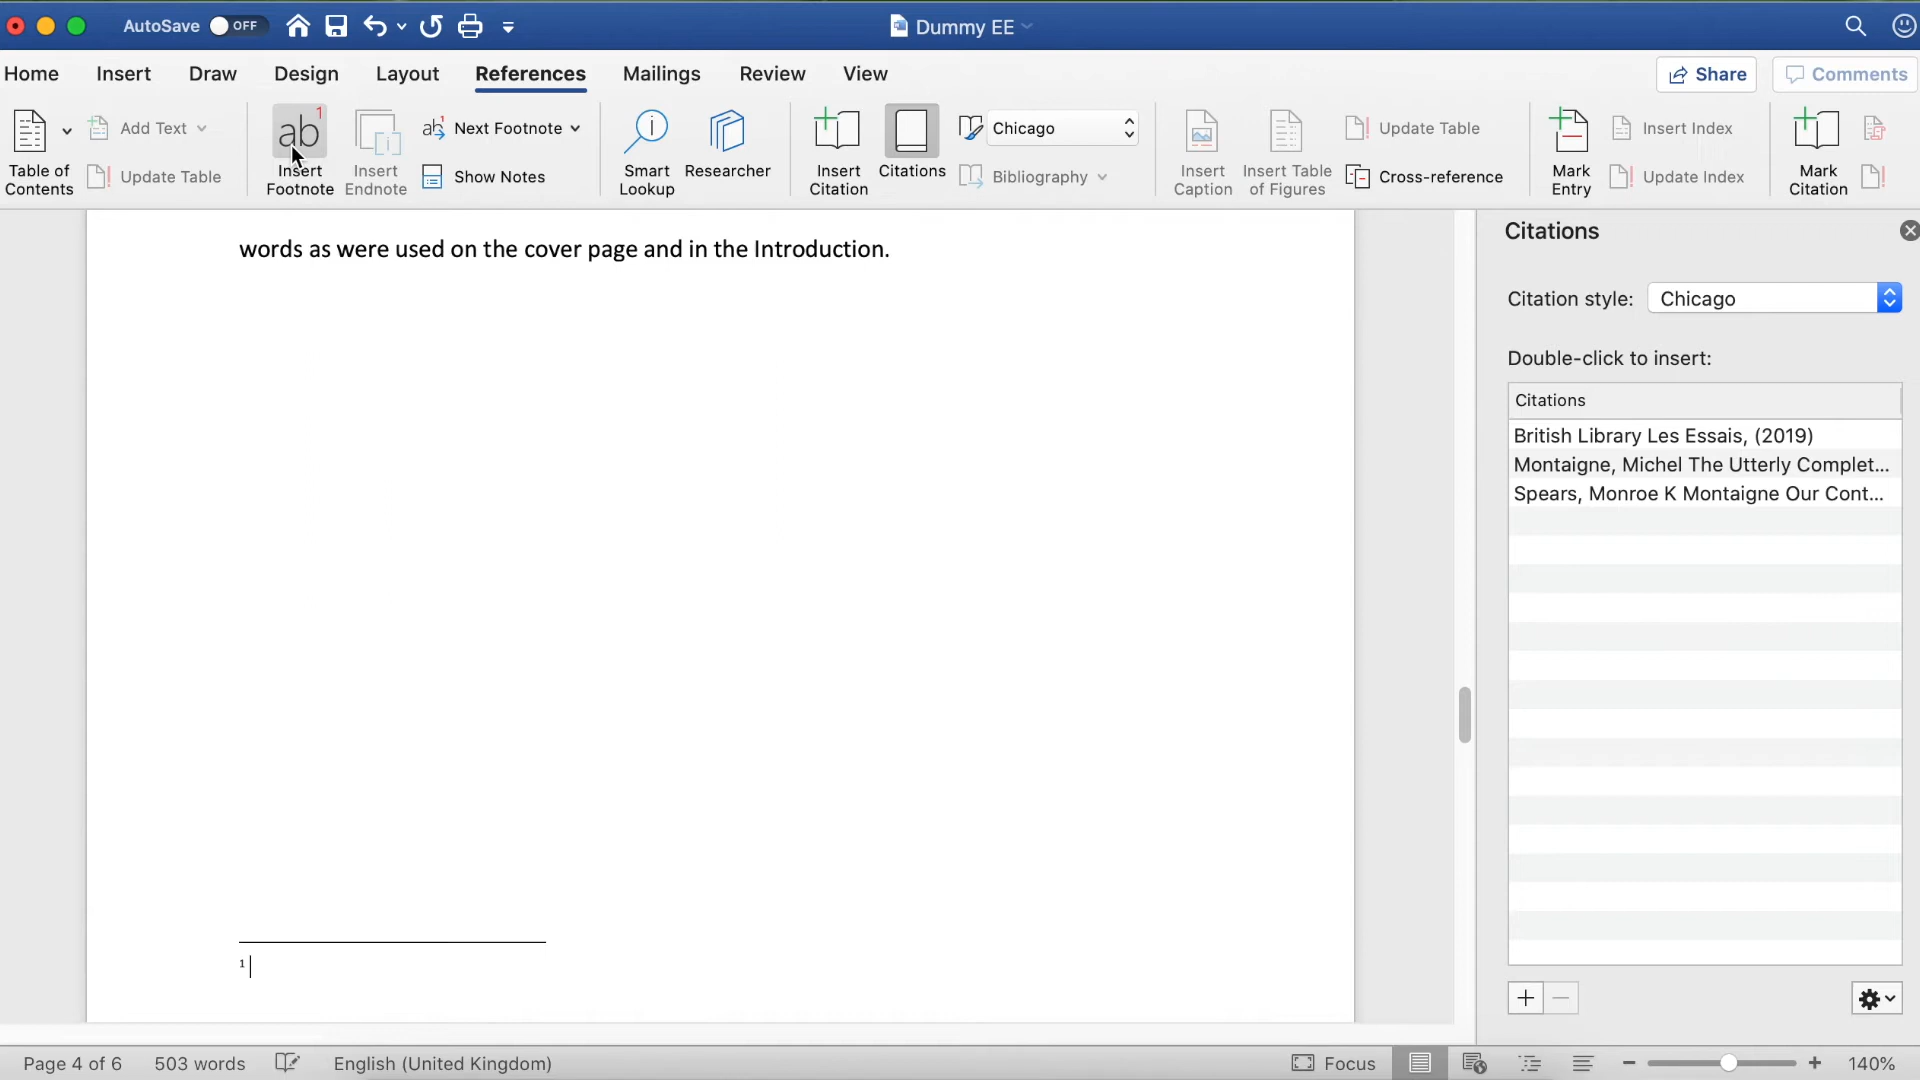 AutoSave OFF Dummy EE
Home Insert Draw Design Layout References Mailings Review View Share Comments
Table of Contents
Add Text
Update Table
ab 1
Insert Footnote
Insert Endnote
ab Next Footnote
Show Notes
Smart Lookup
Researcher
Insert Citation
Citations
Chicago
Bibliography
Insert Caption
Insert Table of Figures
Update Table
Cross-reference
Mark Entry
Insert Index
Update Index
Mark Citation
words as were used on the cover page and in the Introduction.
1
Citations
Citation style: Chicago
Double-click to insert:
Citations
British Library Les Essais, (2019)
Montaigne, Michel The Utterly Complet...
Spears, Monroe K Montaigne Our Cont...
Page 4 of 6 503 words English (United Kingdom) Focus 140%